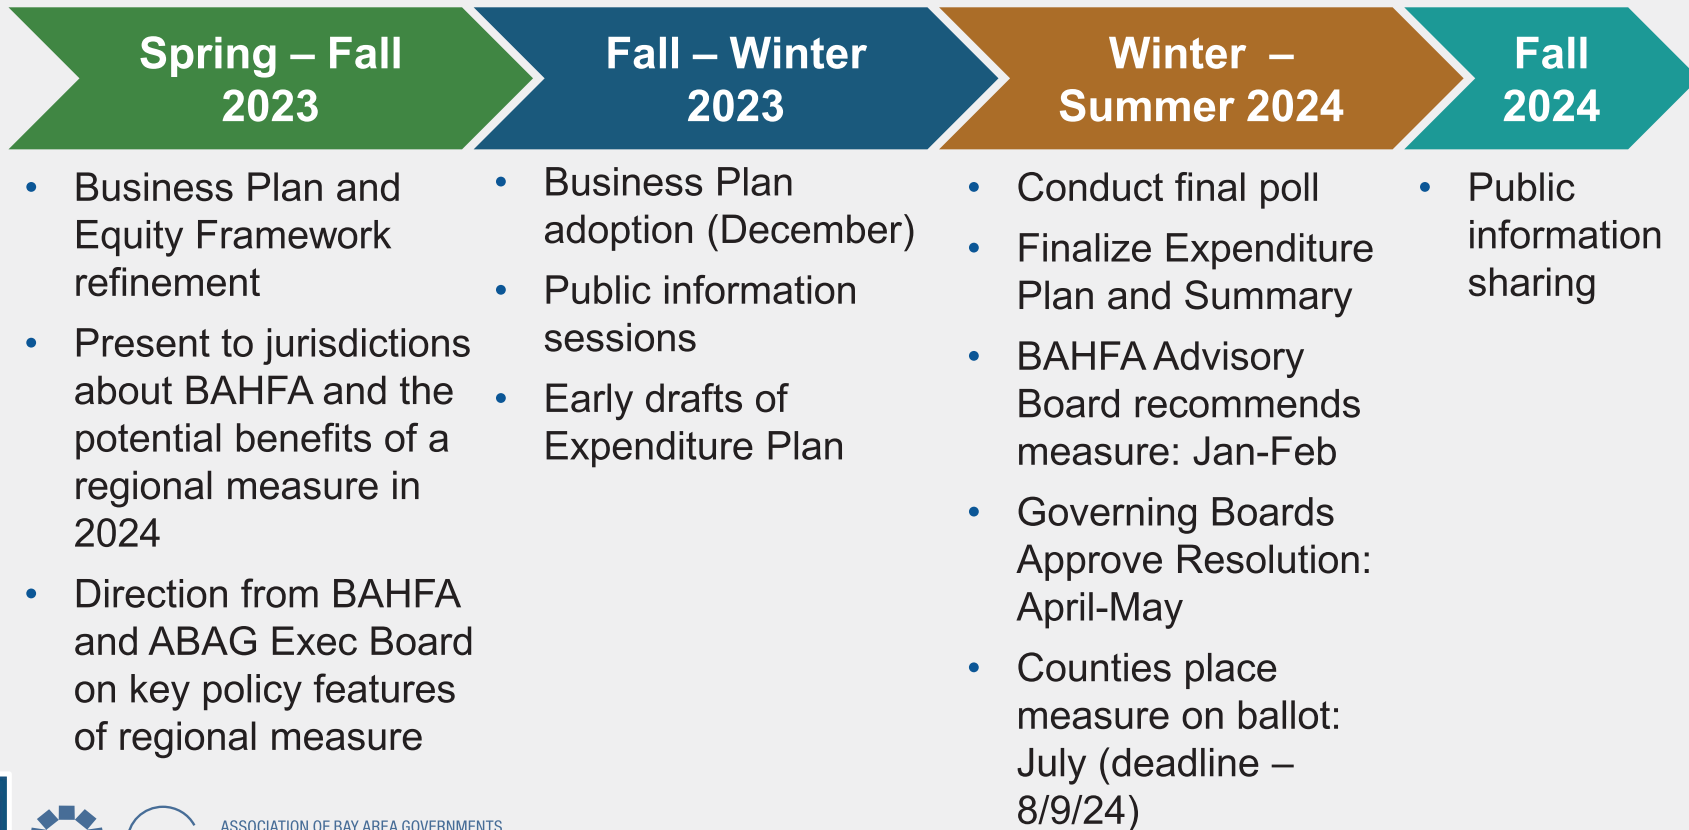 Spring – Fall
2023
Fall – Winter
2023
Winter –
Summer 2024
Fall
2024
• Business Plan and
Equity Framework
refinement
• Present to jurisdictions
about BAHFA and the
potential benefits of a
regional measure in
2024
• Direction from BAHFA
and ABAG Exec Board
on key policy features
of regional measure
• Business Plan
adoption (December)
• Public information
sessions
• Early drafts of
Expenditure Plan
• Conduct final poll
• Finalize Expenditure
Plan and Summary
• BAHFA Advisory
Board recommends
measure: Jan-Feb
• Governing Boards
Approve Resolution:
April-May
• Counties place
measure on ballot:
July (deadline –
8/9/24)
• Public
information
sharing
ASSOCIATION OF BAY AREA GOVERNMENTS